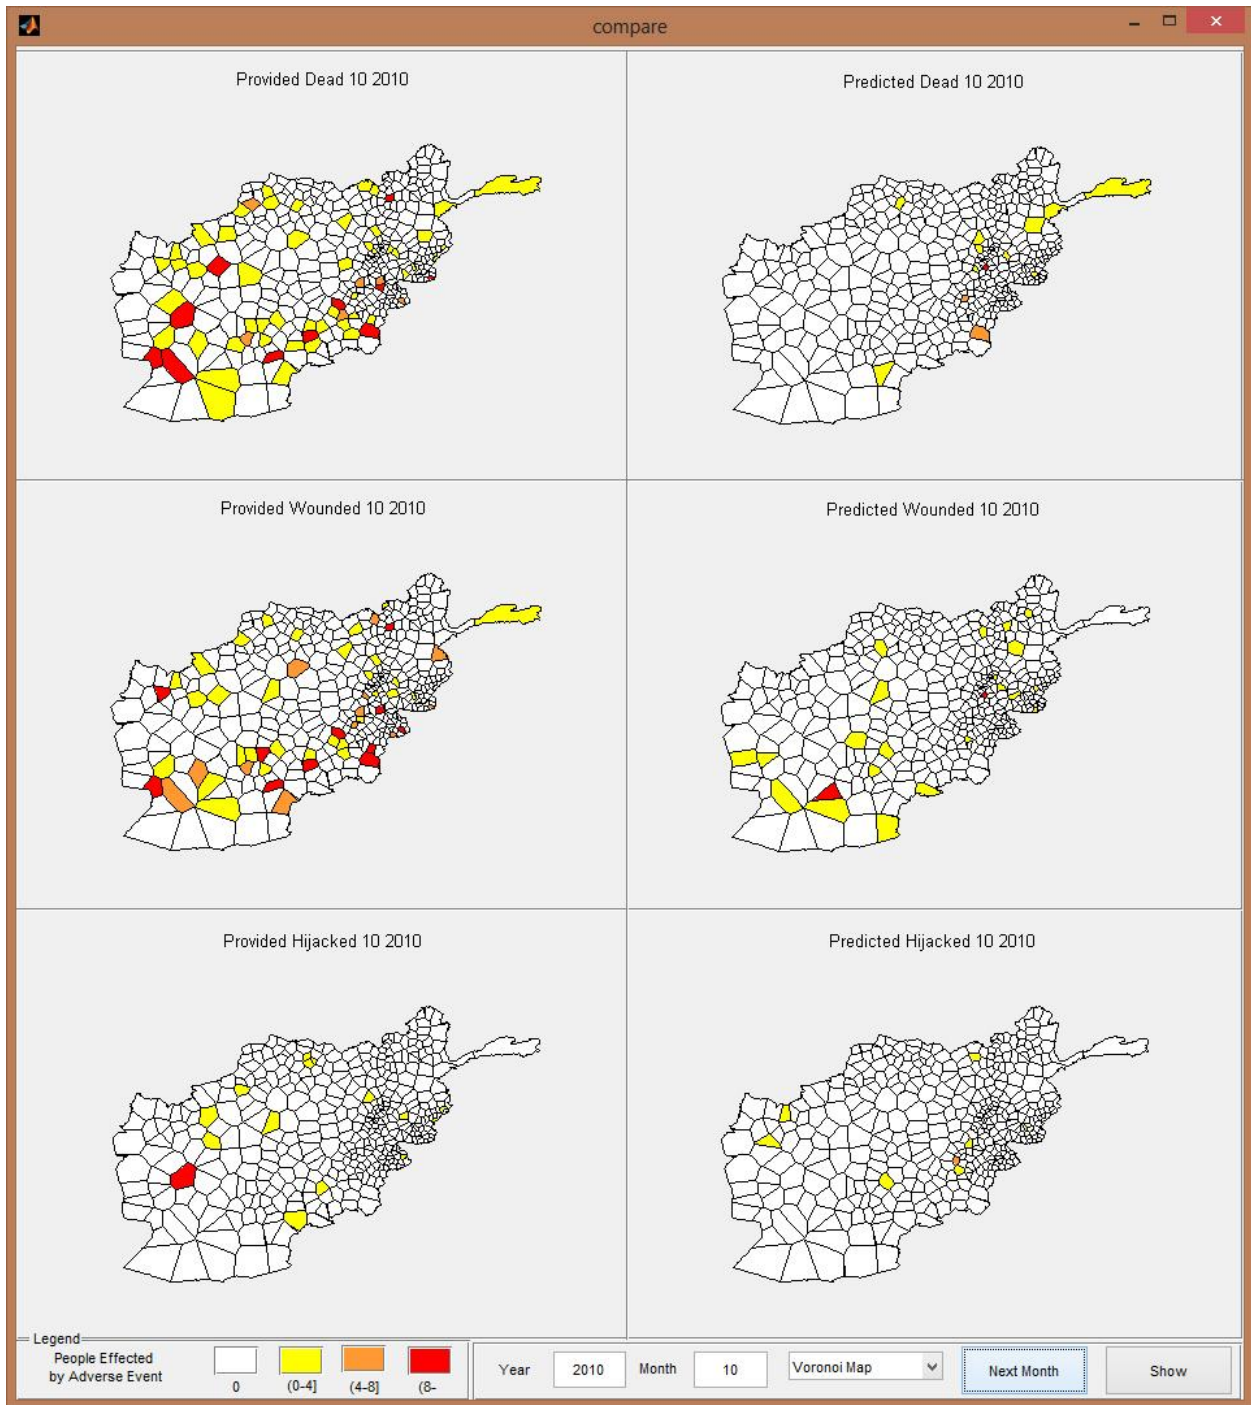 compare
Provided Dead 10 2010
Predicted Dead 10 2010
Provided Wounded 10 2010
Predicted Wounded 10 2010
Provided Hijacked 10 2010
Predicted Hijacked 10 2010
Legend
People Effected
by Adverse Event
0
(0-4]
(4-8]
(8-
Year
2010
Month
10
Voronoi Map
Next Month
Show